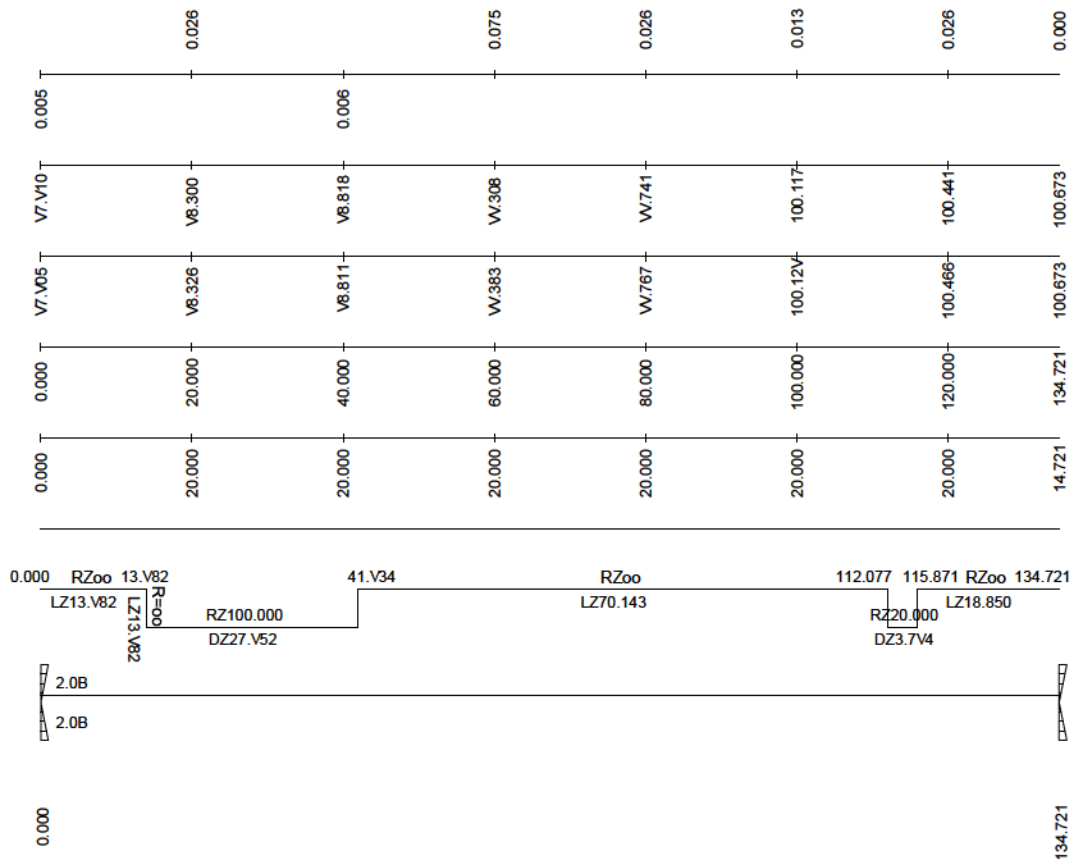 0.026 0.075 0.026 0.013 0.026 0.000
0.005 0.006
V7.V10 V8.300 V8.818 VV.308 VV.741 100.117 100.441 100.673
V7.V05 V8.326 V8.811 VV.383 VV.767 100.12V 100.466 100.673
0.000 20.000 40.000 60.000 80.000 100.000 120.000 134.721
0.000 20.000 20.000 20.000 20.000 20.000 20.000 14.721
0.000 RZoo 13.V82 41.V34 RZoo 112.077 115.871 RZoo 134.721
LZ13.V82 LZ70.143 LZ18.850
R=oo
LZ13.V82
RZ100.000 RZ20.000
DZ27.V52 DZ3.7V4
2.0B
2.0B
0.000 134.721